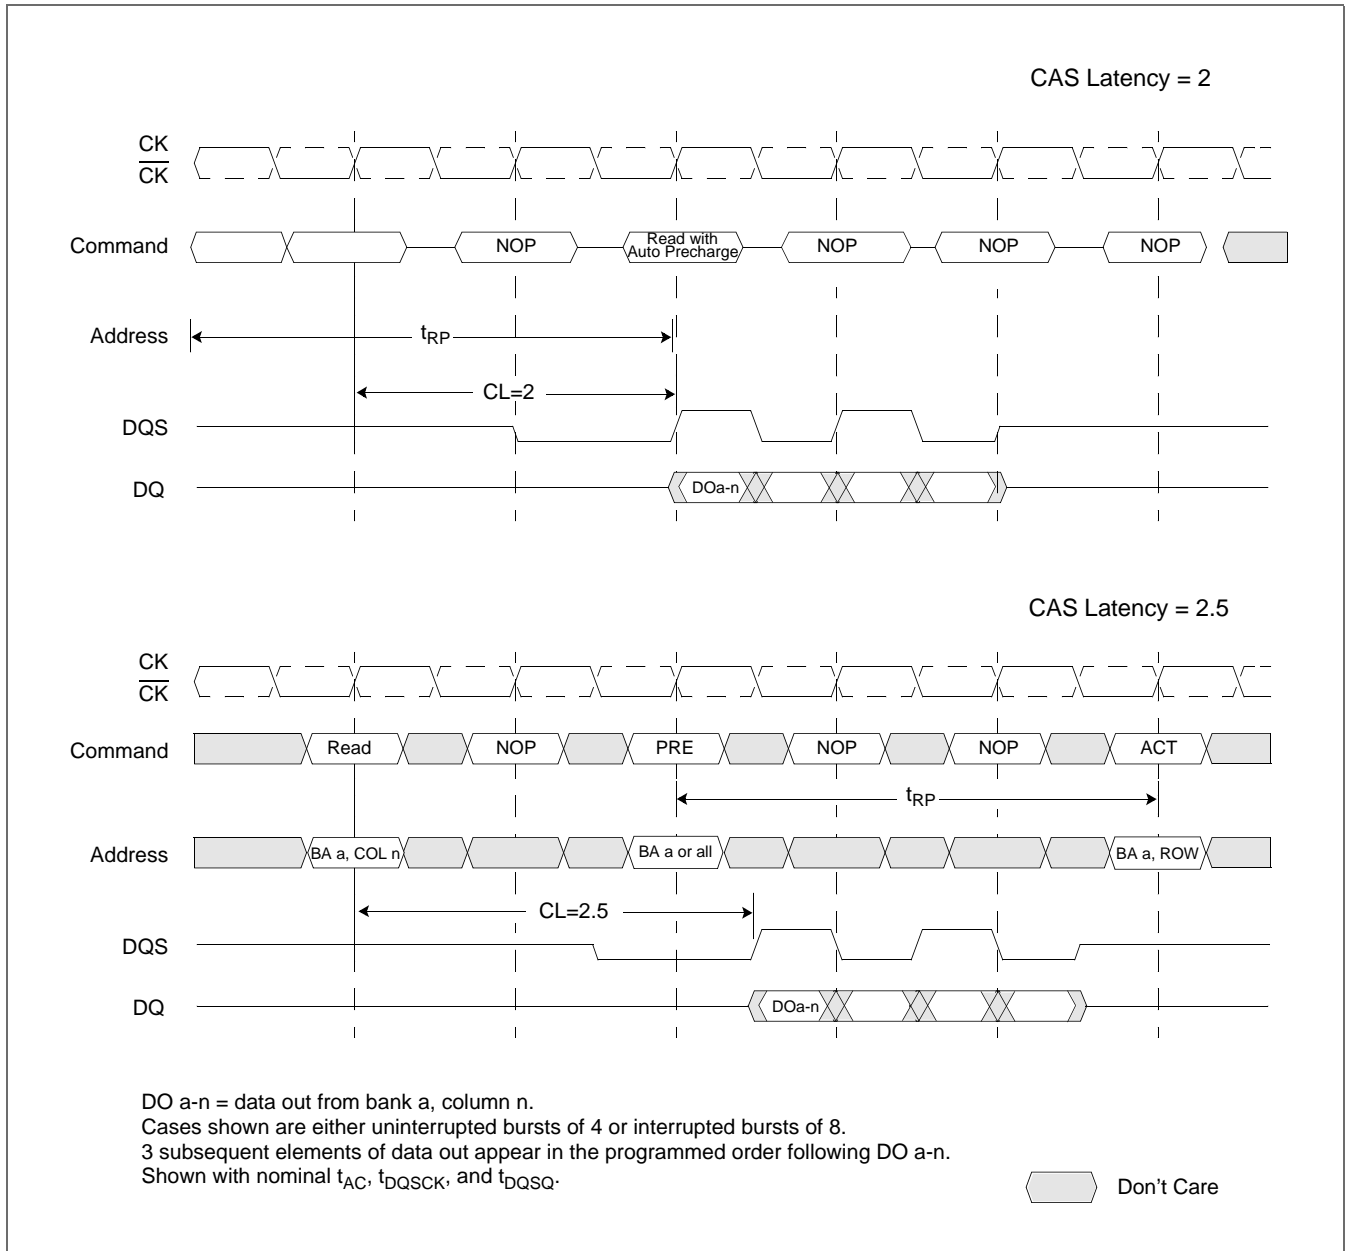 CAS Latency = 2
CK
CK
Command
NOP
Read with
Auto Precharge
NOP
NOP
NOP
Address
tRP
CL=2
DQS
DQ
DOa-n
CAS Latency = 2.5
CK
CK
Command
Read
NOP
PRE
NOP
NOP
ACT
tRP
Address
BA a, COL n
BA a or all
BA a, ROW
CL=2.5
DQS
DQ
DOa-n
DO a-n = data out from bank a, column n.
Cases shown are either uninterrupted bursts of 4 or interrupted bursts of 8.
3 subsequent elements of data out appear in the programmed order following DO a-n.
Shown with nominal tAC, tDQSCK, and tDQSQ.
Don't Care